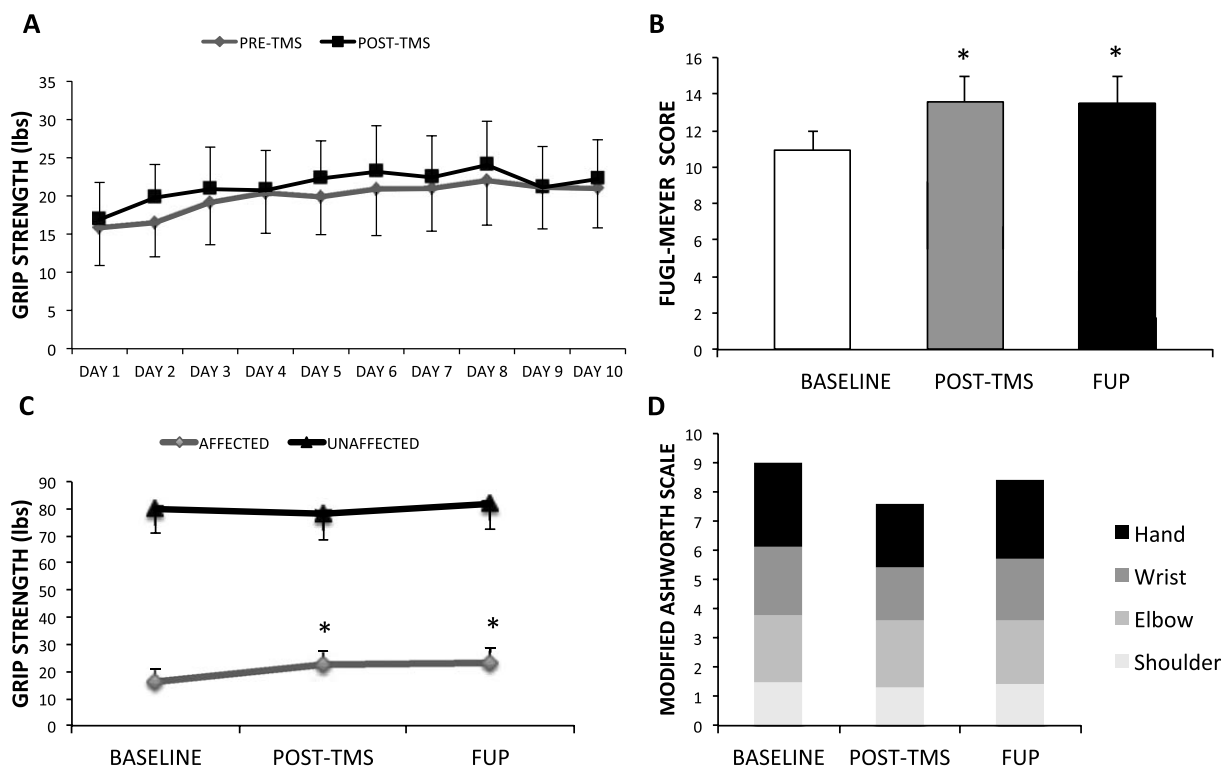 A
PRE-TMS POST-TMS
GRIP STRENGTH (lbs)
35
30
25
20
15
10
5
0
DAY 1 DAY 2 DAY 3 DAY 4 DAY 5 DAY 6 DAY 7 DAY 8 DAY 9 DAY 10
B
FUGL-MEYER SCORE
16
14
12
10
8
6
4
2
0
* *
BASELINE POST-TMS FUP
C
AFFECTED UNAFFECTED
GRIP STRENGTH (lbs)
90
80
70
60
50
40
30
20
10
0
* *
BASELINE POST-TMS FUP
D
MODIFIED ASHWORTH SCALE
10
9
8
7
6
5
4
3
2
1
0
BASELINE POST-TMS FUP
Hand
Wrist
Elbow
Shoulder